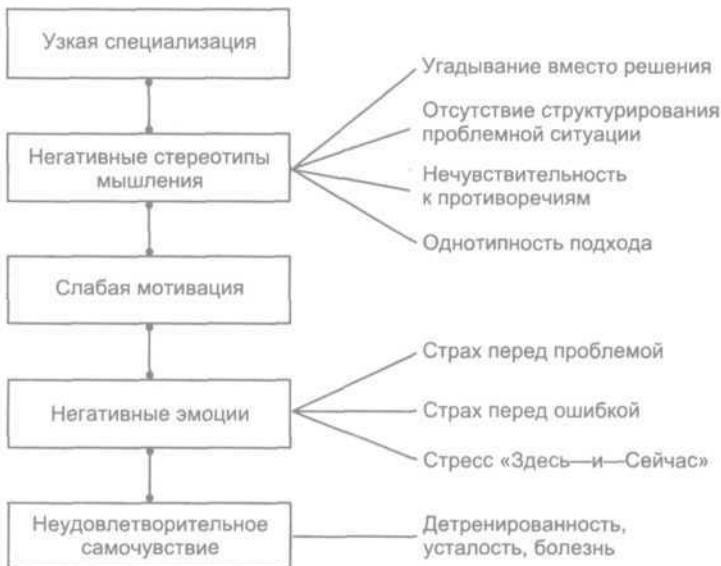 Узкая специализация
Угадывание вместо решения
Отсутствие структурирования
проблемной ситуации
Негативные стереотипы
мышления
Нечувствительность
к противоречиям
Однотипность подхода
Слабая мотивация
Страх перед проблемой
Негативные эмоции
Страх перед ошибкой
Стресс «Здесь—и—Сейчас»
Неудовлетворительное
самочувствие
Детренированность,
усталость, болезнь